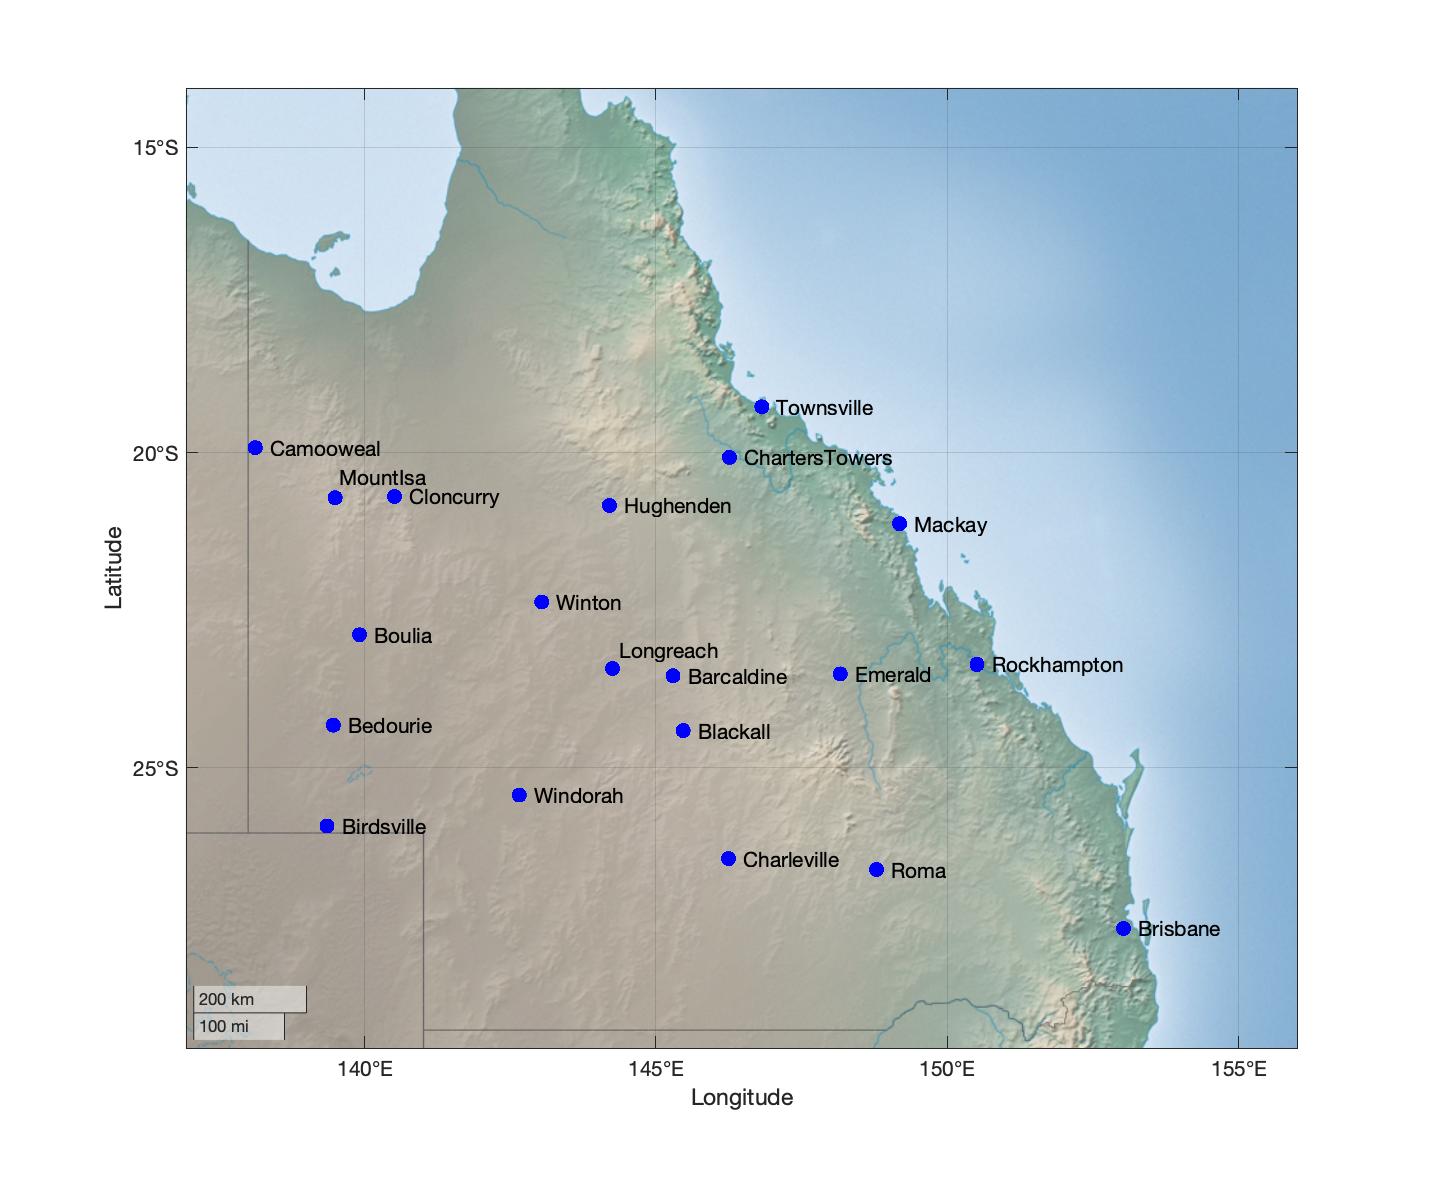 15°S
Townsville
Camooweal
20°S
ChartersTowers
MountIsa
Cloncurry
Hughenden
Mackay
Latitude
Winton
Boulia
Longreach
Rockhampton
Barcaldine
Emerald
Bedourie
Blackall
25°S
Windorah
Birdsville
Charleville
Roma
Brisbane
200 km
100 mi
140°E
145°E
150°E
155°E
Longitude